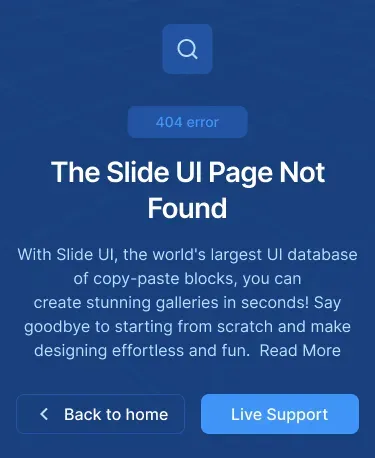 404 error
The Slide UI Page Not
Found
With Slide UI, the world's largest UI database
of copy-paste blocks, you can
create stunning galleries in seconds! Say
goodbye to starting from scratch and make
designing effortless and fun.  Read More
Back to home
Live Support